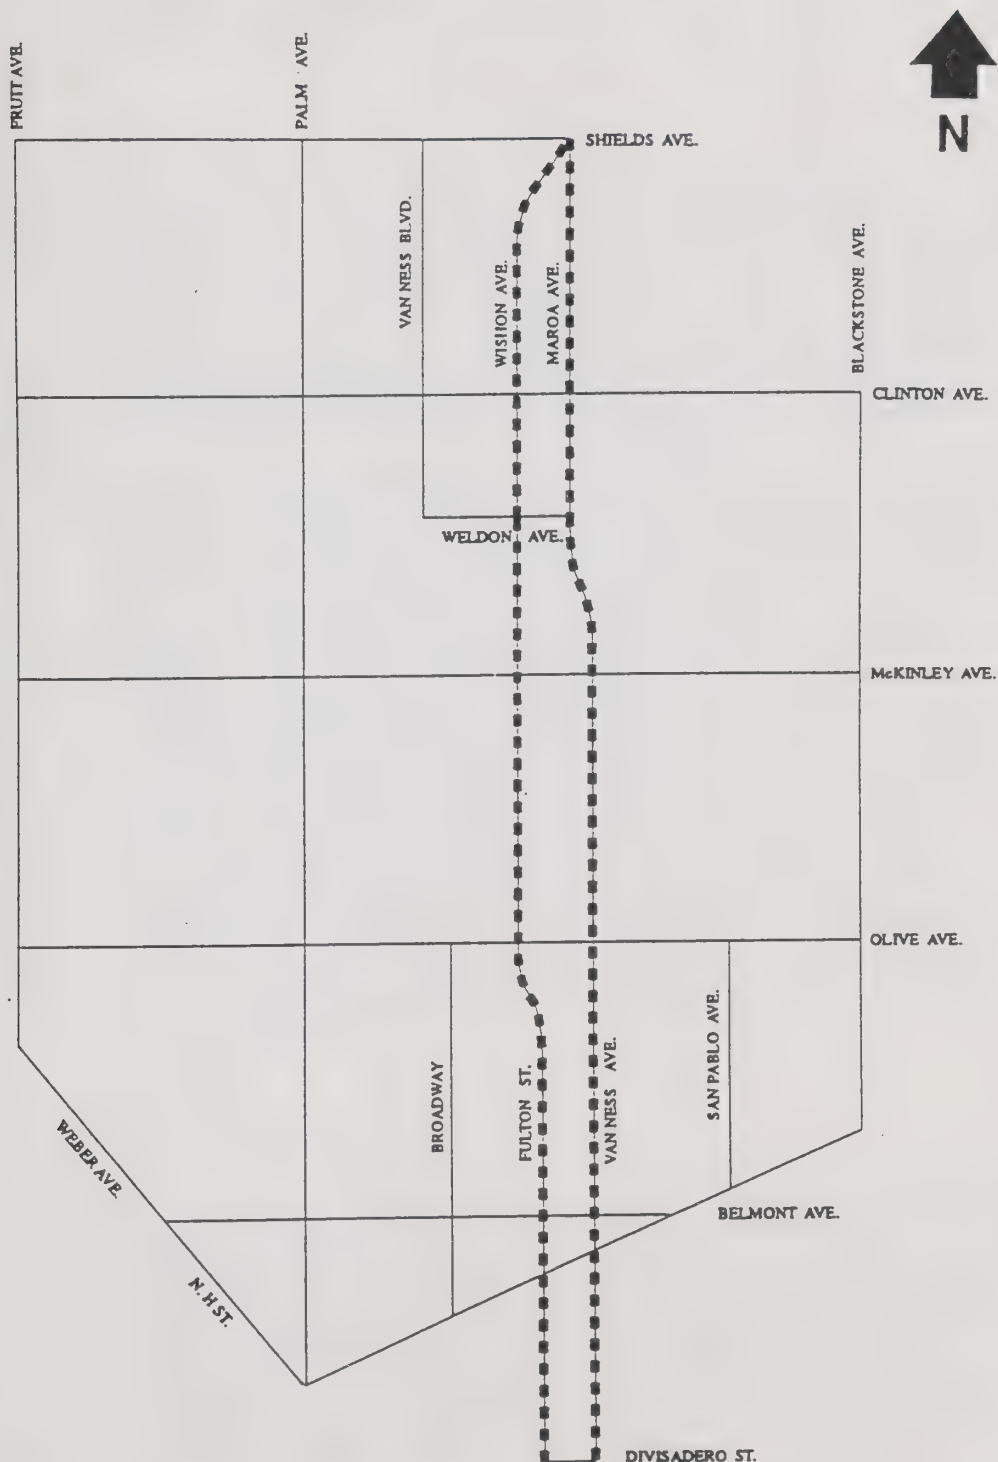 FRUIT AVE.
PALM AVE.
N
SHIELDS AVE.
VAN NESS BLVD.
WISHON AVE.
MAROA AVE.
BLACKSTONE AVE.
CLINTON AVE.
WELDON AVE.
McKINLEY AVE.
OLIVE AVE.
BROADWAY
FULTON ST.
VAN NESS AVE.
SAN PABLO AVE.
WEBER AVE.
BELMONT AVE.
N. H ST.
DIVISADERO ST.